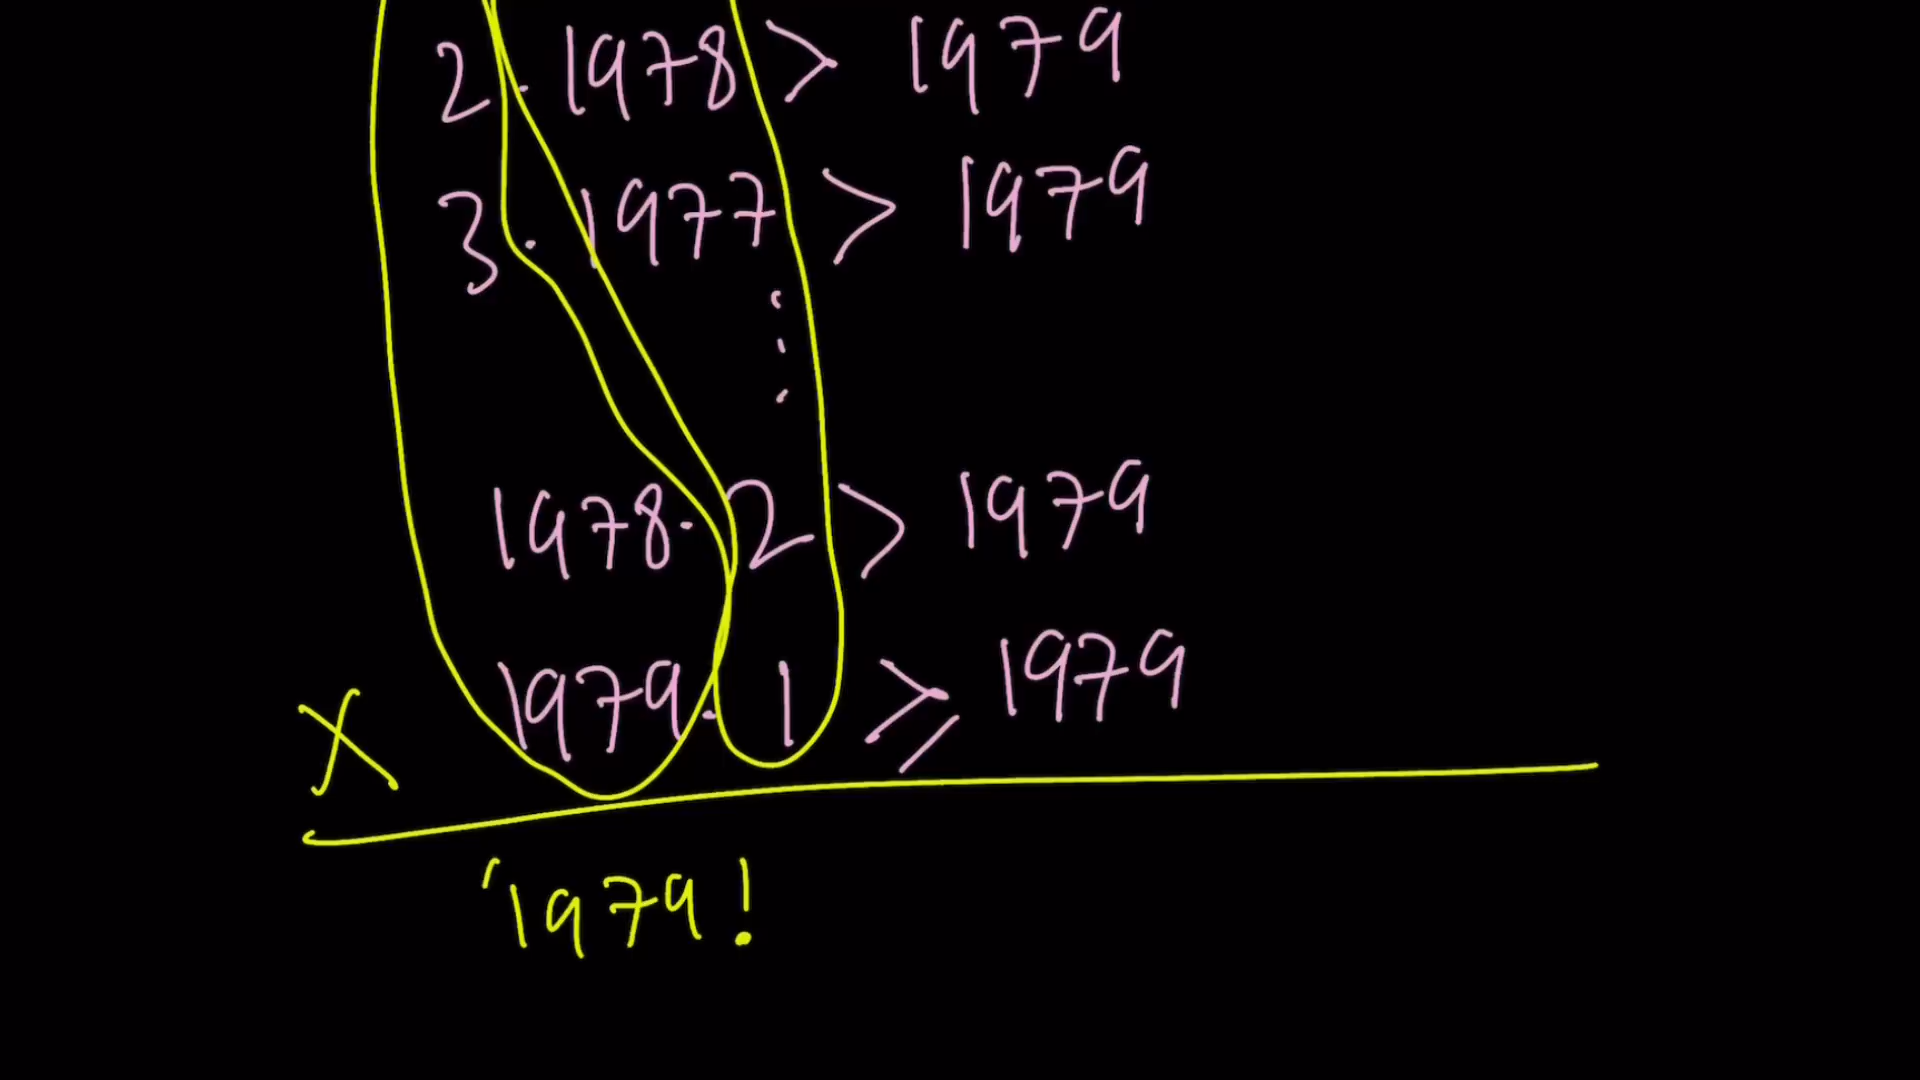 2 · 1978 > 1979
3 · 1977 > 1979
⋮
1978 · 2 > 1979
1979 · 1 ≥ 1979
X
1979!